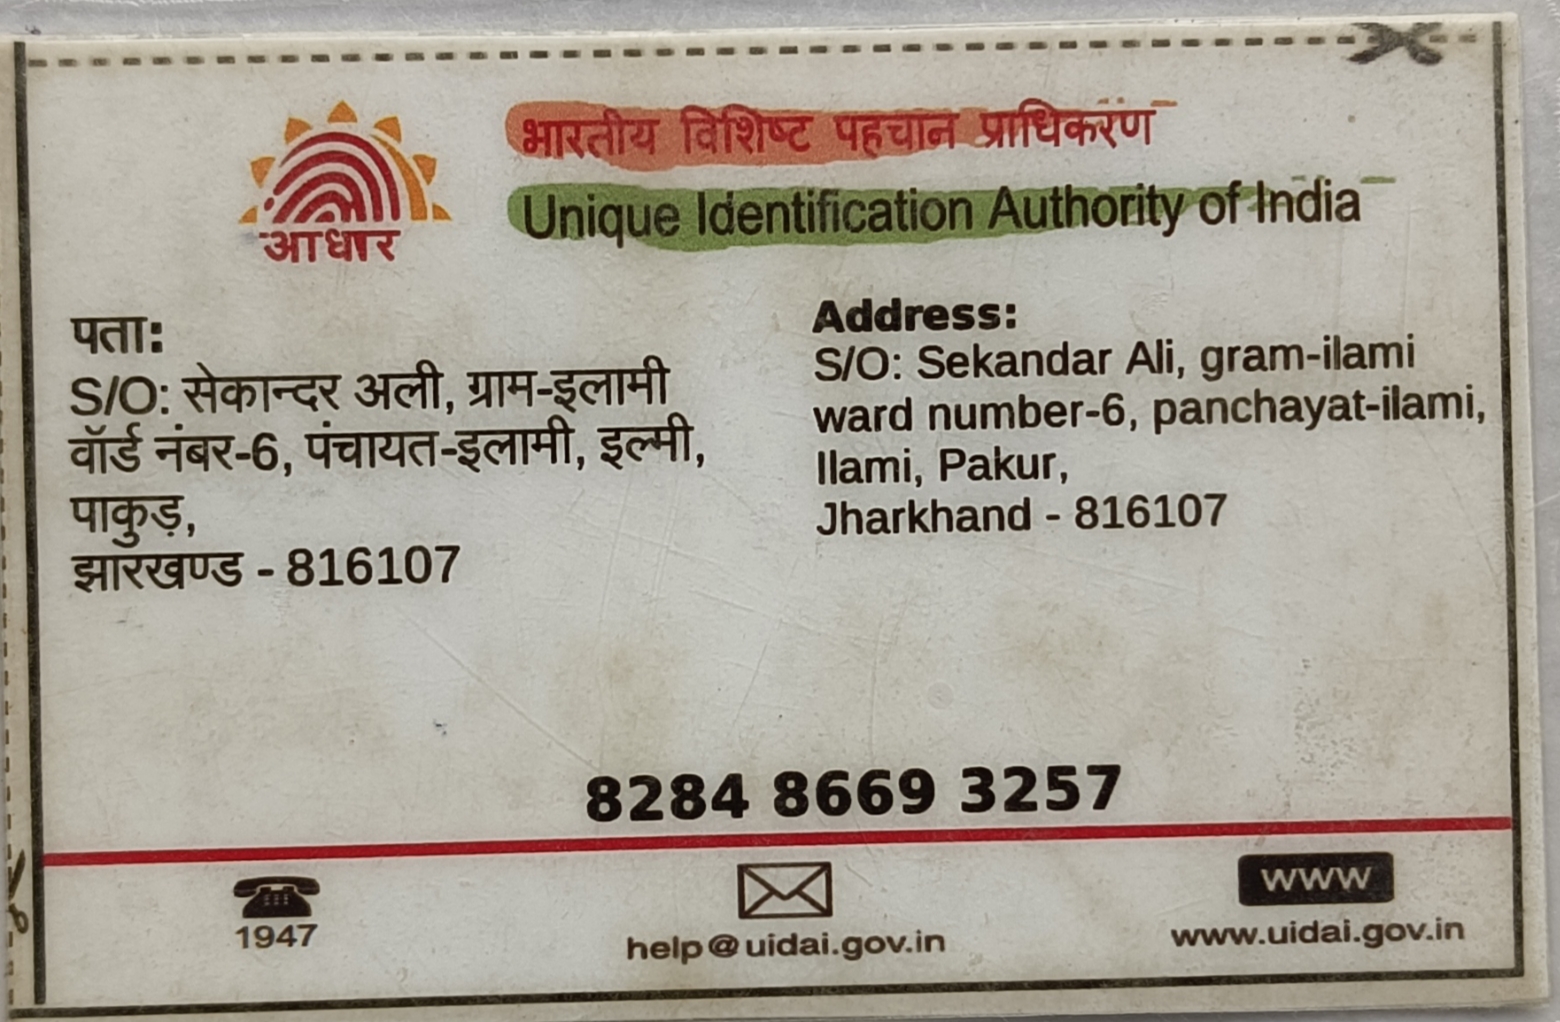 भारतीय विशिष्ट पहचान प्राधिकरण
Unique Identification Authority of India
आधार
पता:
S/O: सेकान्दर अली, ग्राम-इलामी
वॉर्ड नंबर-6, पंचायत-इलामी, इल्मी,
पाकुड़,
झारखण्ड - 816107
Address:
S/O: Sekandar Ali, gram-ilami
ward number-6, panchayat-ilami,
Ilami, Pakur,
Jharkhand - 816107
8284 8669 3257
1947
help@uidai.gov.in
www
www.uidai.gov.in